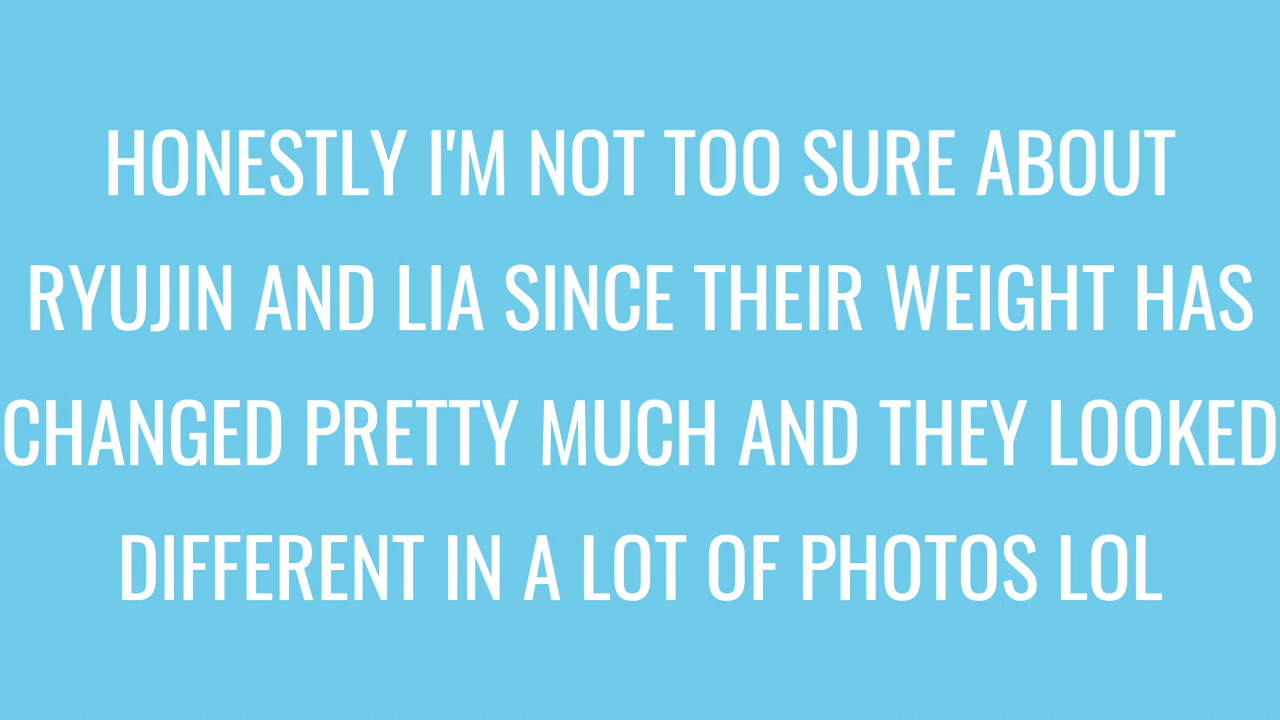 HONESTLY I'M NOT TOO SURE ABOUT
RYUJIN AND LIA SINCE THEIR WEIGHT HAS
CHANGED PRETTY MUCH AND THEY LOOKED
DIFFERENT IN A LOT OF PHOTOS LOL